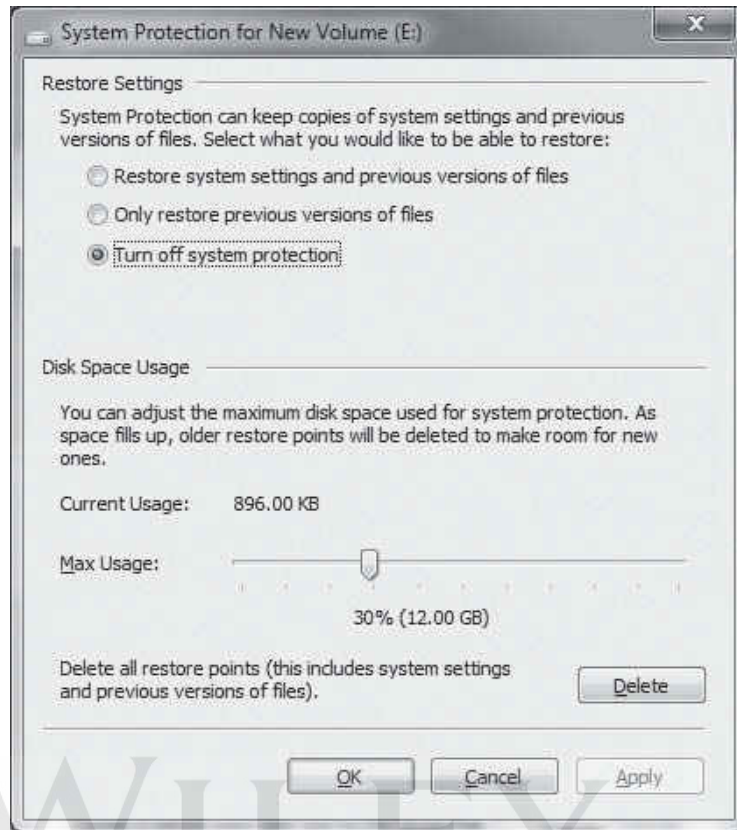 System Protection for New Volume (E:)
Restore Settings
System Protection can keep copies of system settings and previous
versions of files. Select what you would like to be able to restore:
Restore system settings and previous versions of files
Only restore previous versions of files
Turn off system protection
Disk Space Usage
You can adjust the maximum disk space used for system protection. As
space fills up, older restore points will be deleted to make room for new
ones.
Current Usage: 896.00 KB
Max Usage:
30% (12.00 GB)
Delete all restore points (this includes system settings
and previous versions of files).
Delete
OK Cancel Apply
WILEY